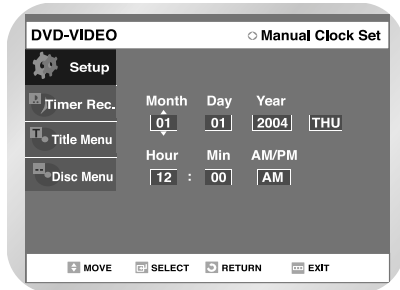 DVD-VIDEO Manual Clock Set
Setup
Timer Rec.
Title Menu
Disc Menu
Month Day Year
01 01 2004 THU
Hour Min AM/PM
12 : 00 AM
MOVE SELECT RETURN EXIT